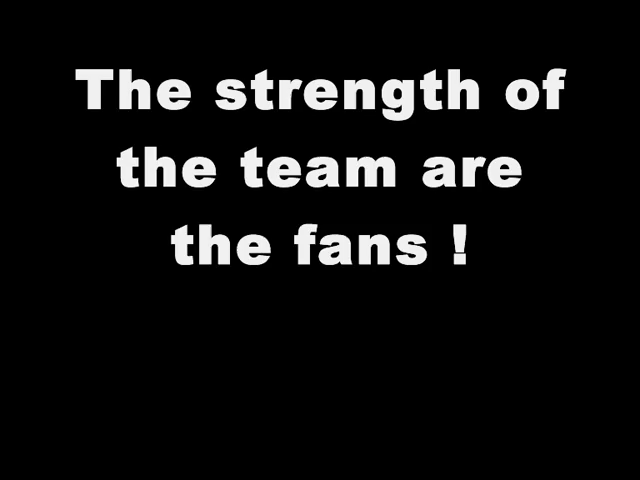 The strength of
the team are
the fans !